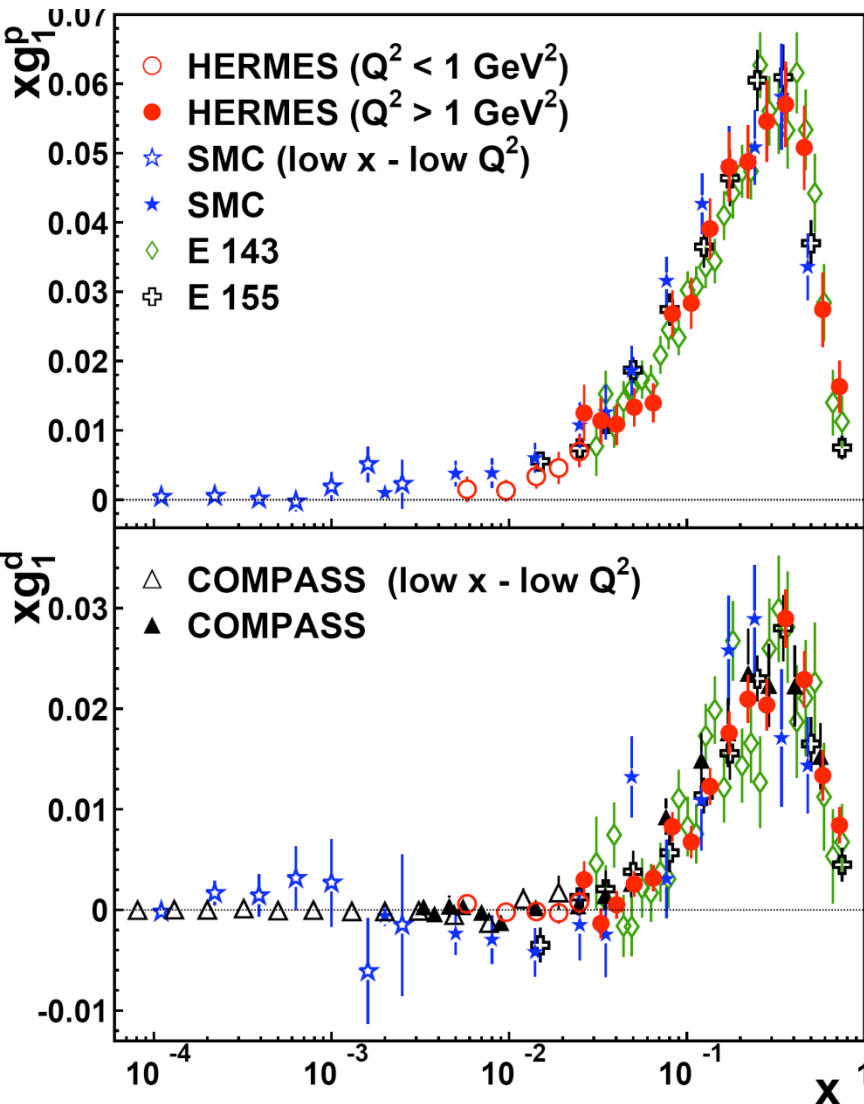 xg₁ᵖ
0.07
0.06
0.05
0.04
0.03
0.02
0.01
0
HERMES (Q² < 1 GeV²)
HERMES (Q² > 1 GeV²)
SMC (low x - low Q²)
SMC
E 143
E 155
xg₁ᵈ
0.03
0.02
0.01
0
-0.01
COMPASS (low x - low Q²)
COMPASS
10⁻⁴ 10⁻³ 10⁻² 10⁻¹ 1
x